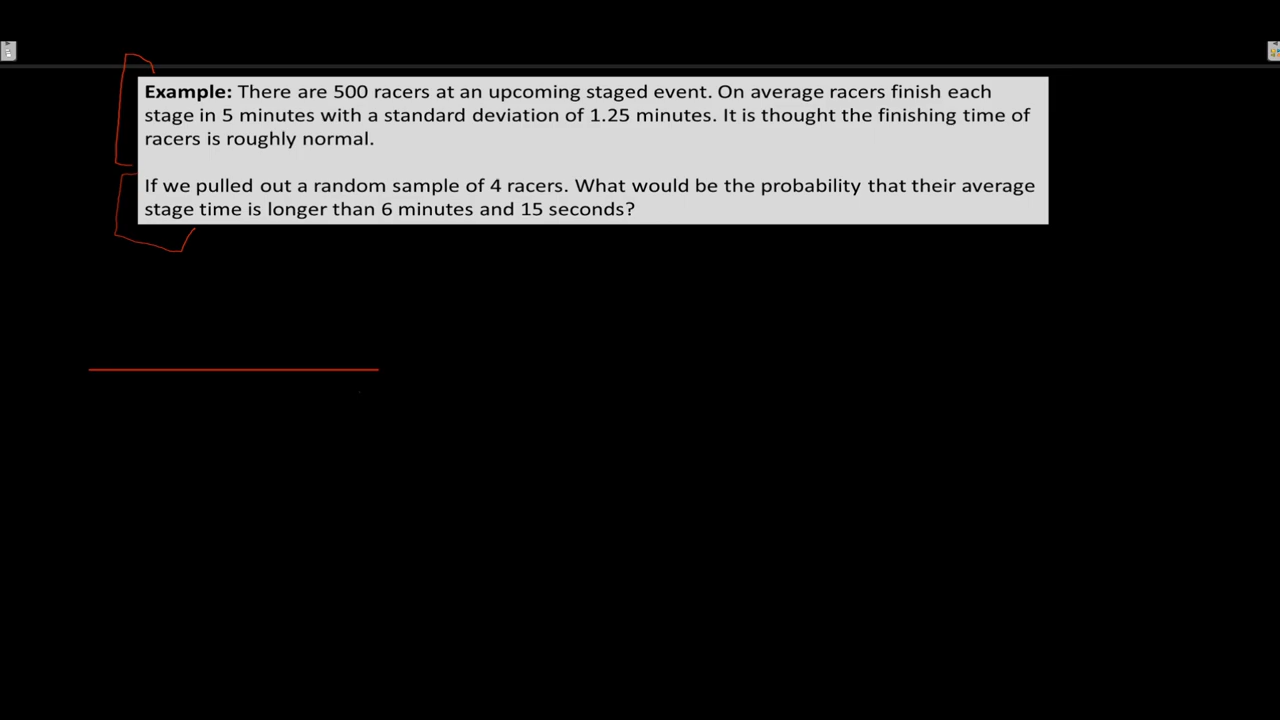 Example: There are 500 racers at an upcoming staged event. On average racers finish each
stage in 5 minutes with a standard deviation of 1.25 minutes. It is thought the finishing time of
racers is roughly normal.
If we pulled out a random sample of 4 racers. What would be the probability that their average
stage time is longer than 6 minutes and 15 seconds?